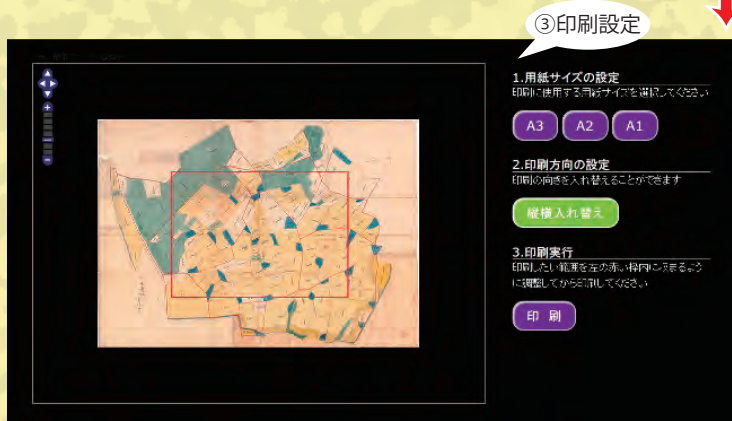 ③印刷設定
1.用紙サイズの設定
印刷に使用する用紙サイズを選択してください
A3 A2 A1
2.印刷方向の設定
印刷の向きを入れ替えることができます
縦横入れ替え
3.印刷実行
印刷したい範囲を左の赤い枠内に収まるよう
に調整してから印刷してください
印 刷